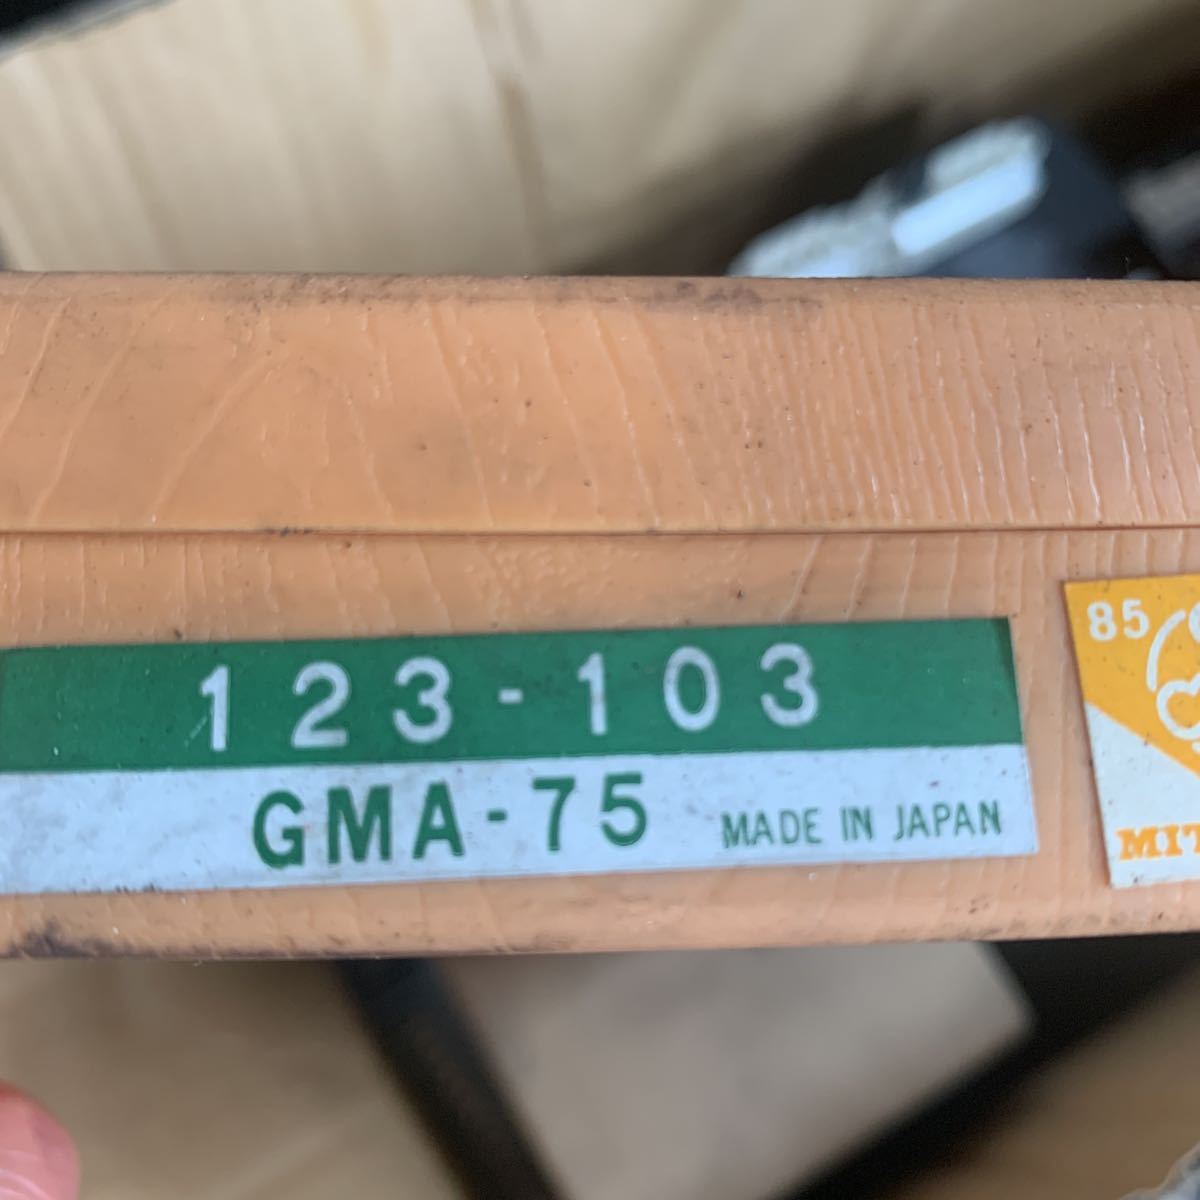 123-103
GMA-75 MADE IN JAPAN
85
MIT